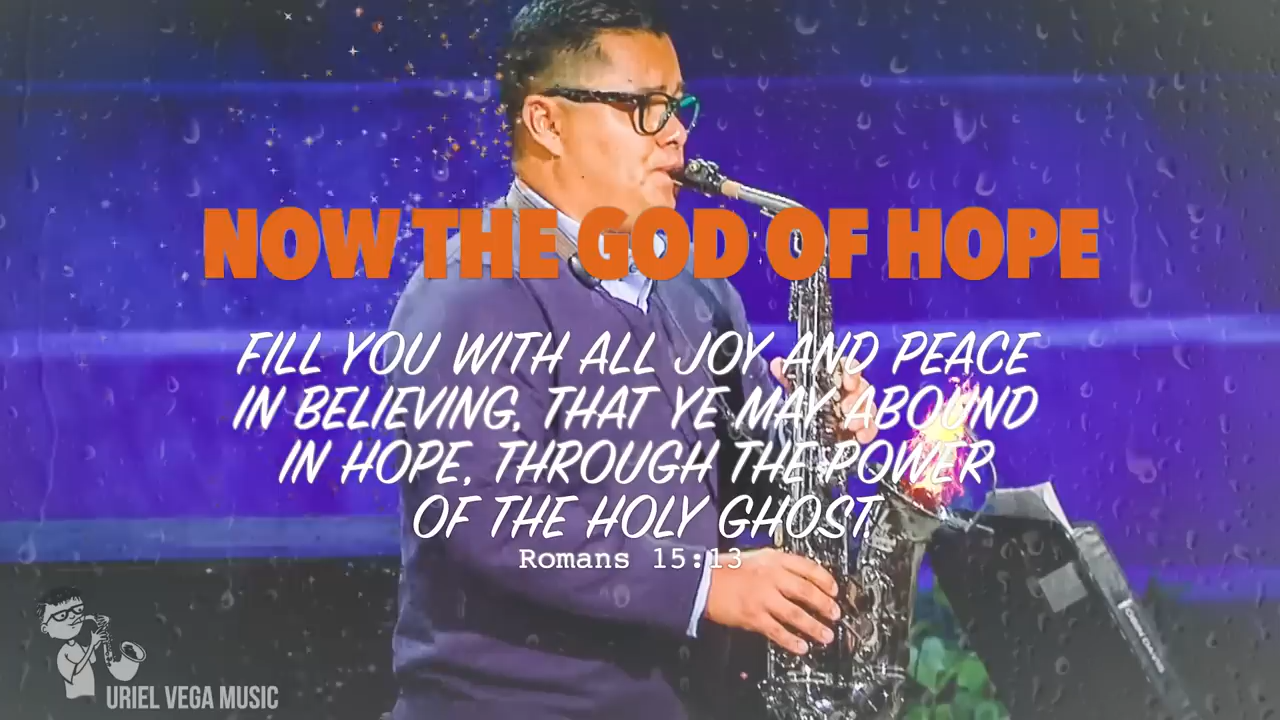 NOW THE GOD OF HOPE
FILL YOU WITH ALL JOY AND PEACE
IN BELIEVING, THAT YE MAY ABOUND
IN HOPE, THROUGH THE POWER
OF THE HOLY GHOST.
Romans 15:13
URIEL VEGA MUSIC